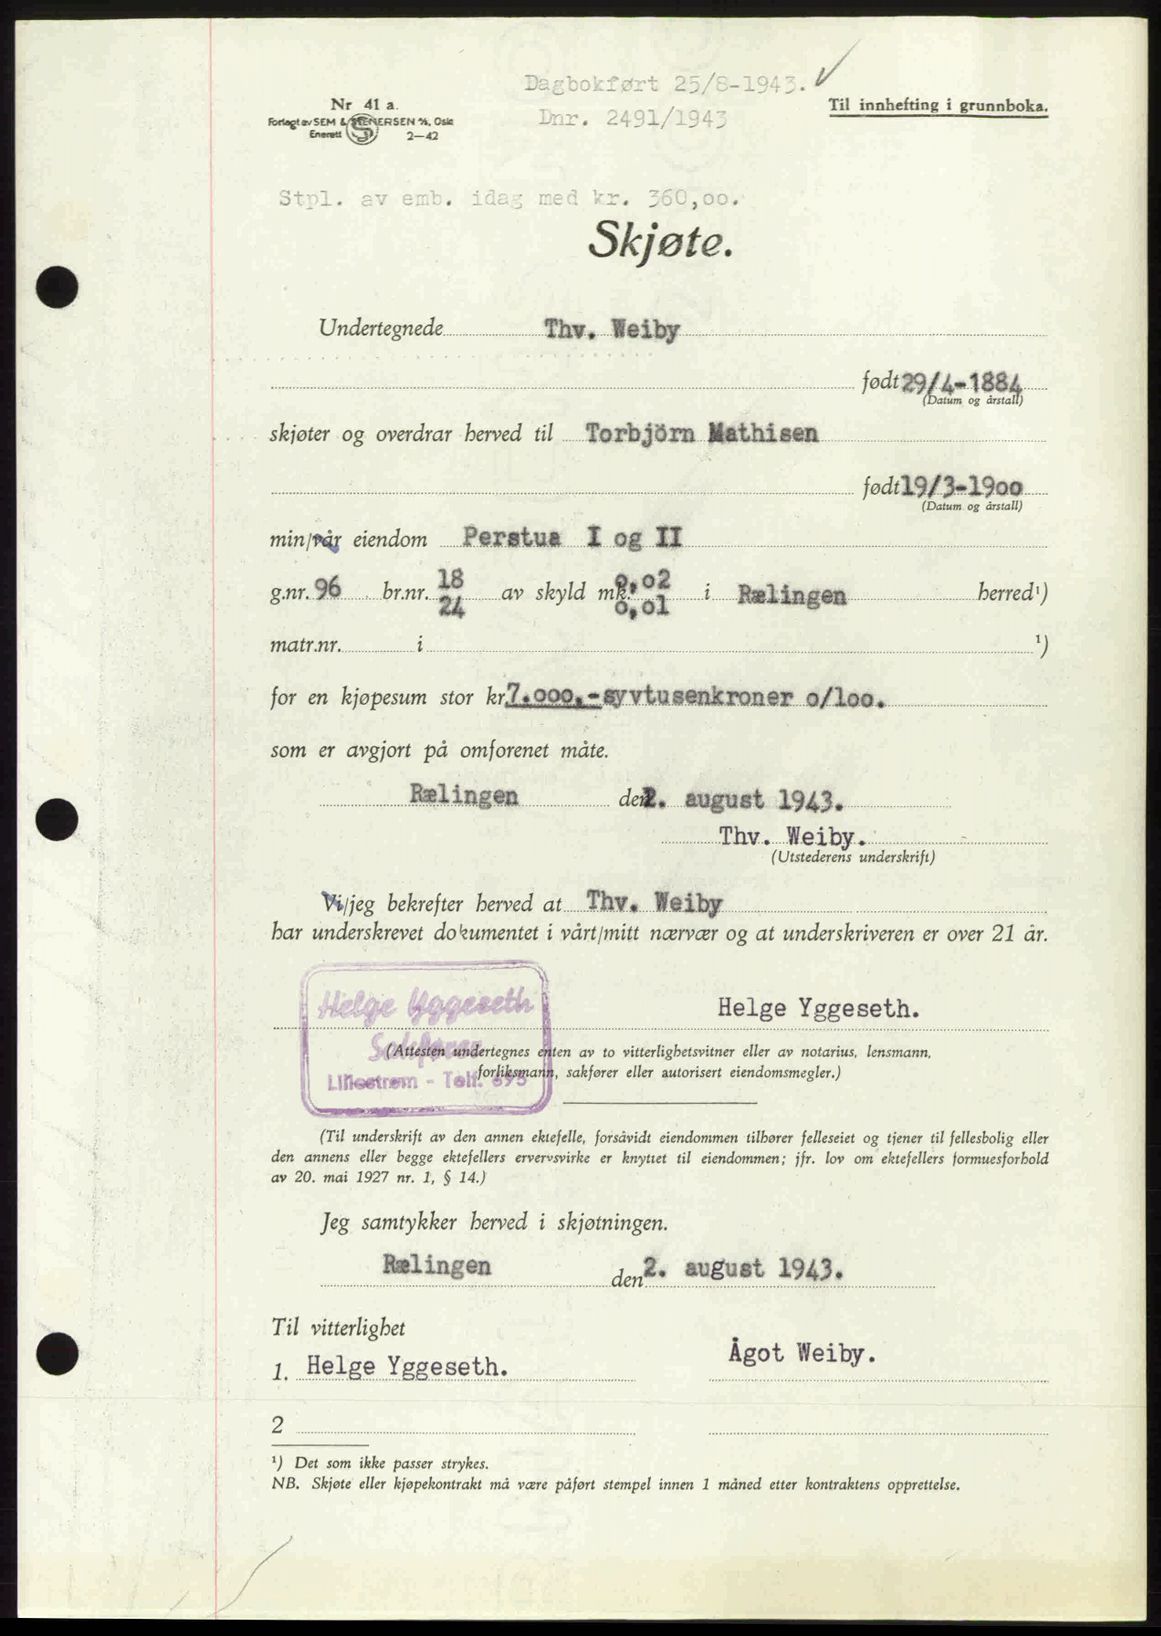 Dagbokført 25/8-1943.
Dnr. 2491/1943
Nr 41 a.
Forlagt av SEM & STENERSEN A/S, Oslo
Enerett 2—42
Til innhefting i grunnboka.
Stpl. av emb. idag med kr. 360,oo.
Skjøte.
Undertegnede Thv. Weiby
født 29/4-1884
(Datum og årstall)
skjøter og overdrar herved til Torbjörn Mathisen
født 19/3-19oo
(Datum og årstall)
min/vår eiendom Perstua I og II
g.nr. 96 br.nr. 18 24 av skyld mk. o,o2 o,o1 i Rælingen herred¹)
matr.nr. i ¹)
for en kjøpesum stor kr. 7.ooo.-syvtusenkroner o/loo.
som er avgjort på omforenet måte.
Rælingen den 2. august 1943.
Thv. Weiby.
(Utstederens underskrift)
Vi/jeg bekrefter herved at Thv. Weiby
har underskrevet dokumentet i vårt/mitt nærvær og at underskriveren er over 21 år.
Helge Yggeseth
Sakfører
Lillestrøm - Telf. 895
Helge Yggeseth.
(Attesten undertegnes enten av to vitterlighetsvitner eller av notarius, lensmann,
forliksmann, sakfører eller autorisert eiendomsmegler.)
(Til underskrift av den annen ektefelle, forsåvidt eiendommen tilhører felleseiet og tjener til fellesbolig eller
den annens eller begge ektefellers ervervsvirke er knyttet til eiendommen; jfr. lov om ektefellers formuesforhold
av 20. mai 1927 nr. 1, § 14.)
Jeg samtykker herved i skjøtningen.
Rælingen den 2. august 1943.
Til vitterlighet
Ågot Weiby.
1. Helge Yggeseth.
2
¹) Det som ikke passer strykes.
NB. Skjøte eller kjøpekontrakt må være påført stempel innen 1 måned etter kontraktens opprettelse.